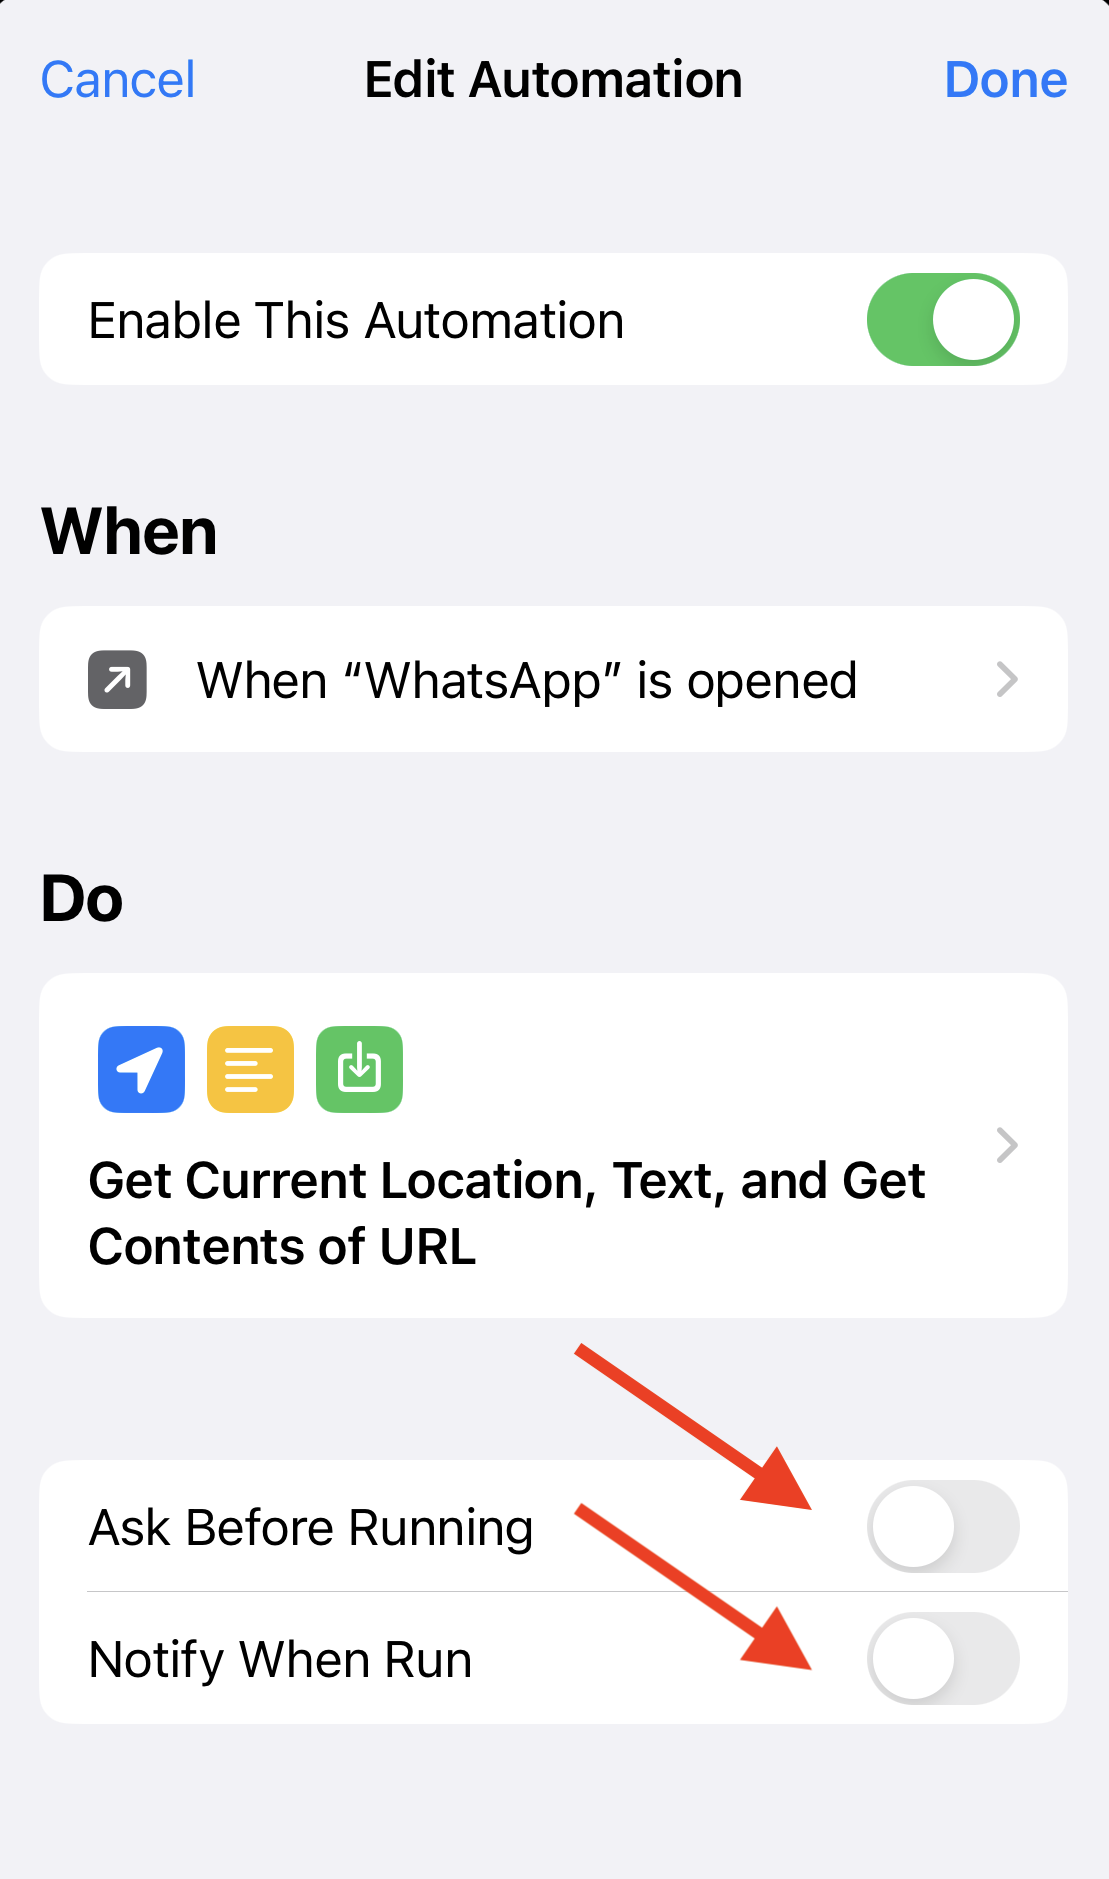 Cancel Edit Automation Done
Enable This Automation
When
When “WhatsApp” is opened
Do
Get Current Location, Text, and Get
Contents of URL
Ask Before Running
Notify When Run